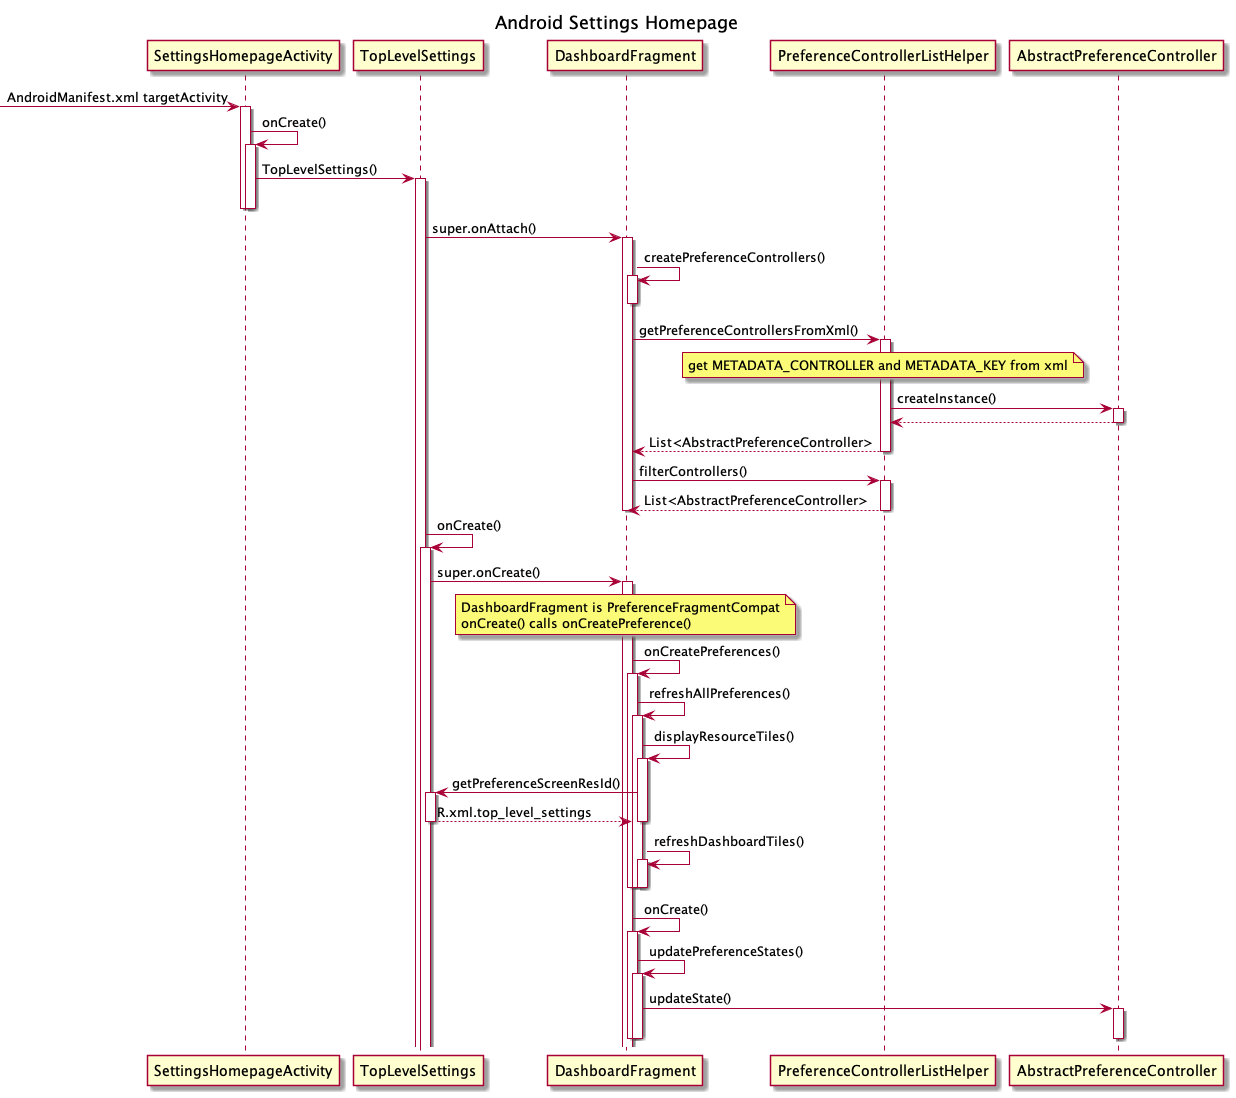 Android Settings Homepage
SettingsHomepageActivity
TopLevelSettings
DashboardFragment
PreferenceControllerListHelper
AbstractPreferenceController
AndroidManifest.xml targetActivity
onCreate()
TopLevelSettings()
super.onAttach()
createPreferenceControllers()
getPreferenceControllersFromXml()
get METADATA_CONTROLLER and METADATA_KEY from xml
createInstance()
List<AbstractPreferenceController>
filterControllers()
List<AbstractPreferenceController>
onCreate()
super.onCreate()
DashboardFragment is PreferenceFragmentCompat
onCreate() calls onCreatePreference()
onCreatePreferences()
refreshAllPreferences()
displayResourceTiles()
getPreferenceScreenResId()
R.xml.top_level_settings
refreshDashboardTiles()
onCreate()
updatePreferenceStates()
updateState()
SettingsHomepageActivity
TopLevelSettings
DashboardFragment
PreferenceControllerListHelper
AbstractPreferenceController